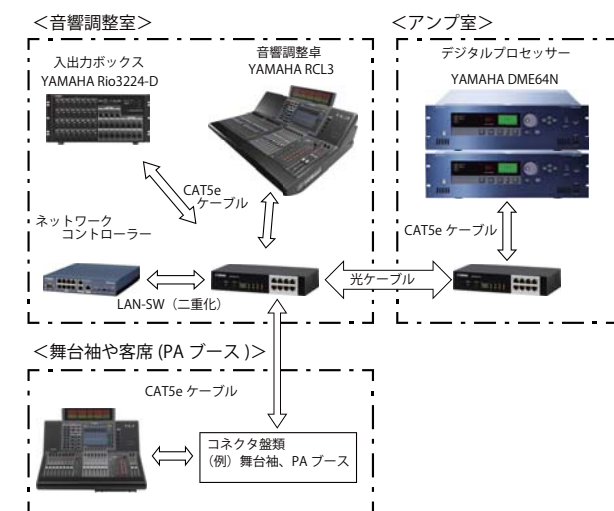 ＜音響調整室＞
入出力ボックス
YAMAHA Rio3224-D
音響調整卓
YAMAHA RCL3
CAT5e
ケーブル
ネットワーク
コントローラー
LAN-SW（二重化）
光ケーブル
＜アンプ室＞
デジタルプロセッサー
YAMAHA DME64N
CAT5e ケーブル
＜舞台袖や客席 (PA ブース )＞
CAT5e ケーブル
コネクタ盤類
（例）舞台袖、PA ブース